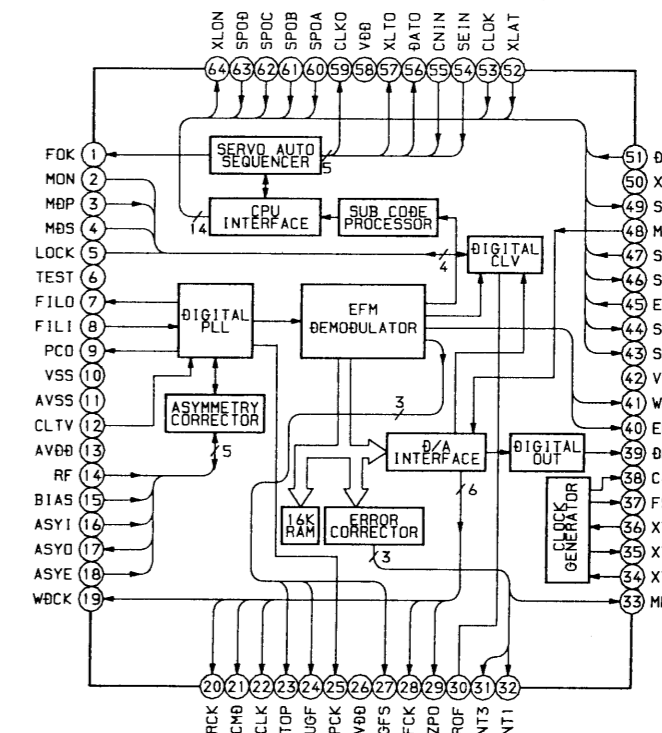 XLON
SPOD
SPOC
SPOB
SPOA
CLKO
VDD
XLTO
DATO
CNIN
SEIN
CLOK
XLAT
64 63 62 61 60 59 58 57 56 55 54 53 52
FOK 1
MON 2
MDP 3
MDS 4
LOCK 5
TEST 6
FILO 7
FILI 8
PCO 9
VSS 10
AVSS 11
CLTV 12
AVDD 13
RF 14
BIAS 15
ASYI 16
ASYO 17
ASYE 18
WDCK 19
SERVO AUTO
SEQUENCER
5
CPU
INTERFACE
14
SUB CODE
PROCESSOR
DIGITAL
CLV
4
DIGITAL
PLL
EFM
DEMODULATOR
ASYMMETRY
CORRECTOR
5
3
D/A
INTERFACE
6
DIGITAL
OUT
16K
RAM
ERROR
CORRECTOR
3
CLOCK
GENERATOR
51 D
50 X
49 S
48 M
47 S
46 S
45 E
44 S
43 S
42 V
41 W
40 E
39 D
38 C
37 F
36 X
35 X
34 X
33 M
20 21 22 23 24 25 26 27 28 29 30 31 32
RCK
CMD
CLK
TOP
UGF
PCK
VDD
GFS
FCK
ZPO
ROF
NT3
NT1